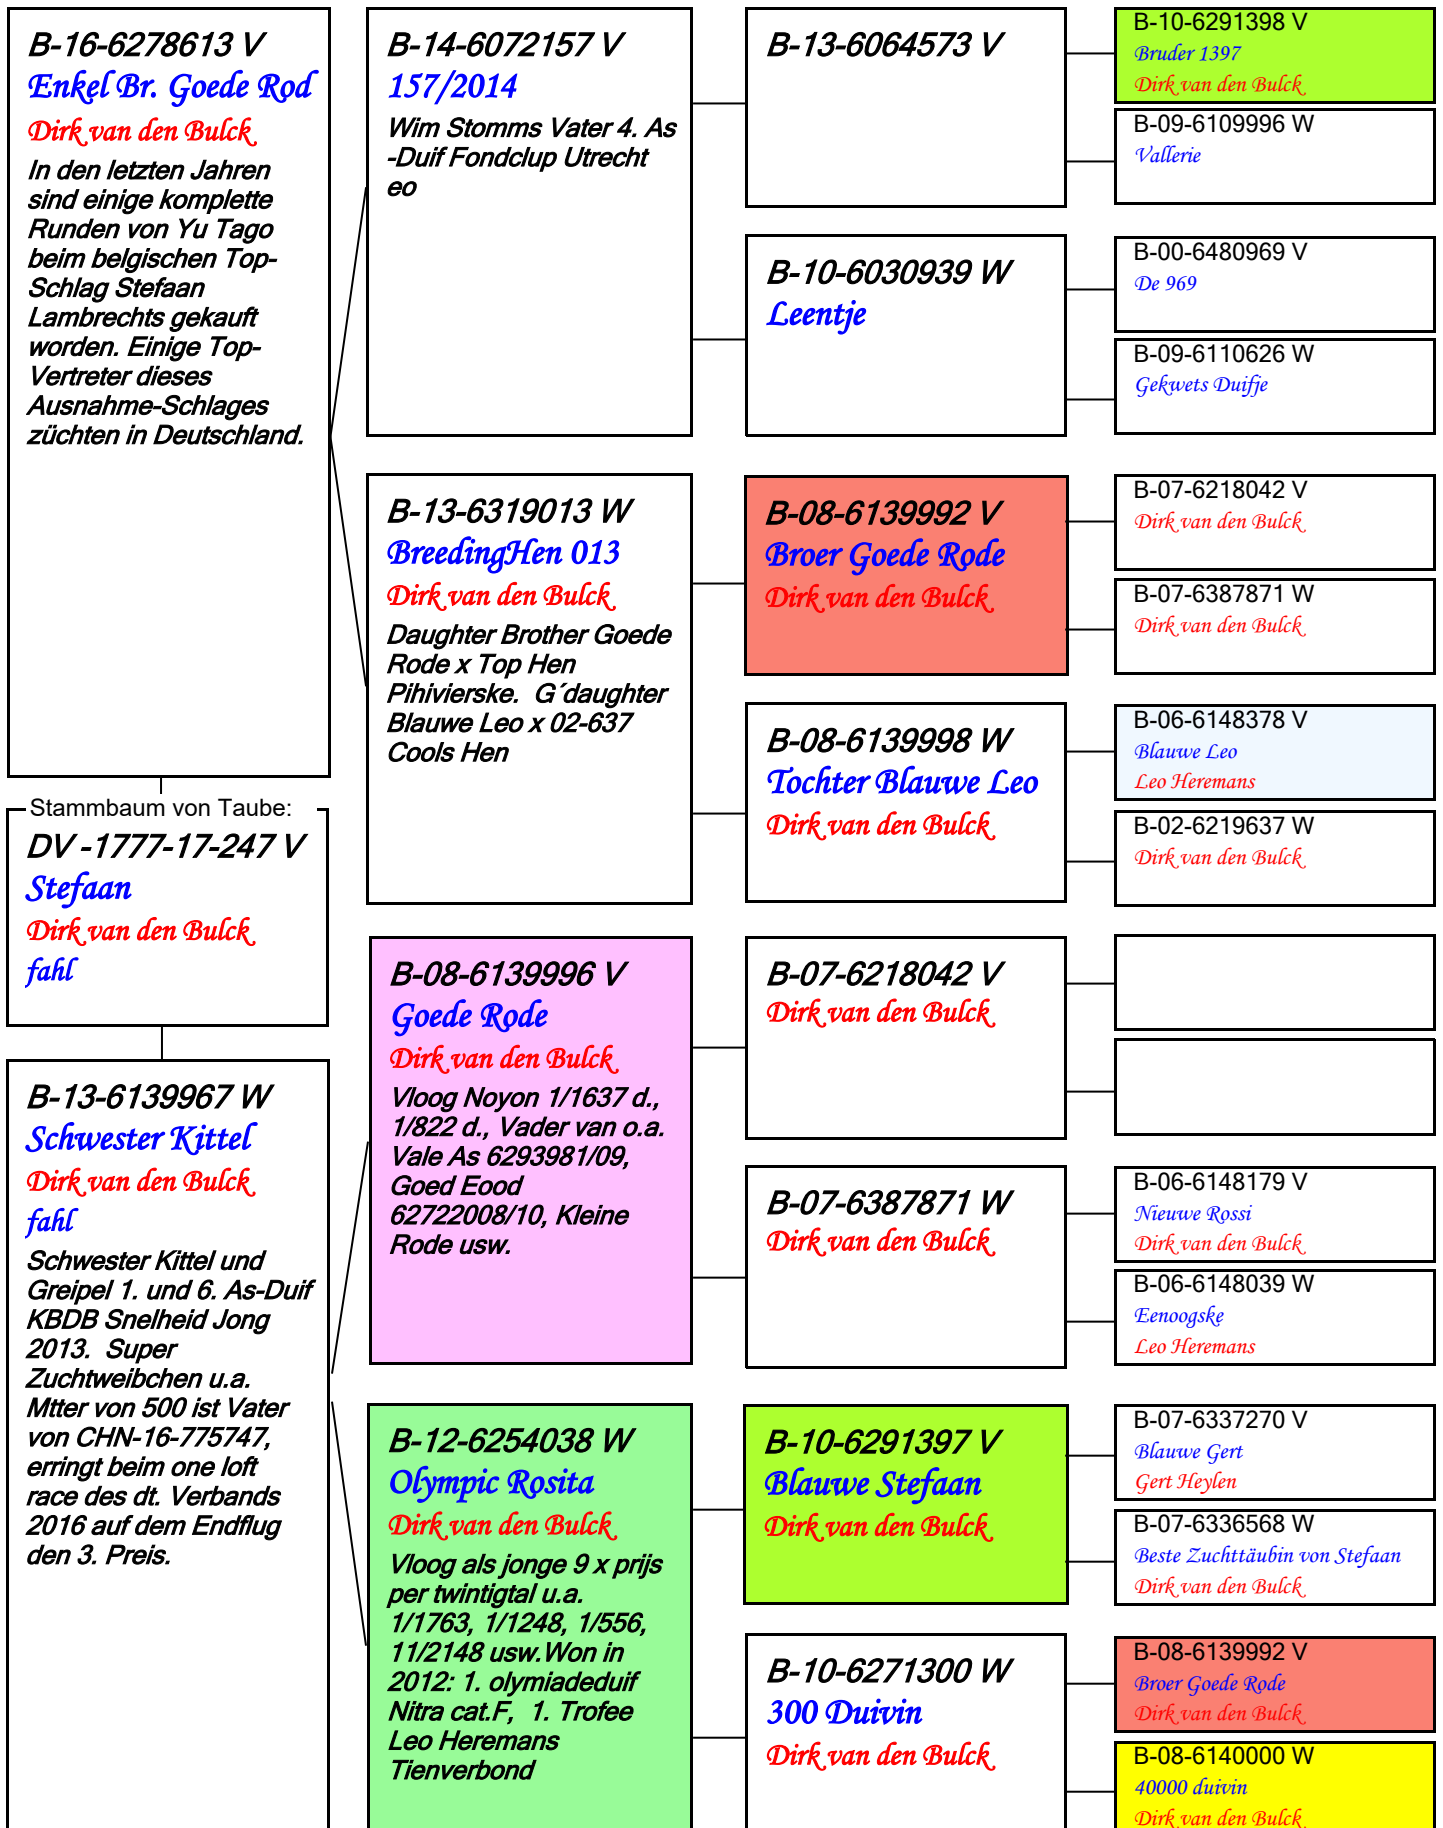 B-16-6278613 V
Enkel Br. Goede Rod
Dirk van den Bulck
In den letzten Jahren
sind einige komplette
Runden von Yu Tago
beim belgischen Top-
Schlag Stefaan
Lambrechts gekauft
worden. Einige Top-
Vertreter dieses
Ausnahme-Schlages
züchten in Deutschland.
Stammbaum von Taube:
DV -1777-17-247 V
Stefaan
Dirk van den Bulck
fahl
B-13-6139967 W
Schwester Kittel
Dirk van den Bulck
fahl
Schwester Kittel und
Greipel 1. und 6. As-Duif
KBDB Snelheid Jong
2013.  Super
Zuchtweibchen u.a.
Mtter von 500 ist Vater
von CHN-16-775747,
erringt beim one loft
race des dt. Verbands
2016 auf dem Endflug
den 3. Preis.
B-14-6072157 V
157/2014
Wim Stomms Vater 4. As
-Duif Fondclup Utrecht
eo
B-13-6319013 W
BreedingHen 013
Dirk van den Bulck
Daughter Brother Goede
Rode x Top Hen
Pihivierske.  G´daughter
Blauwe Leo x 02-637
Cools Hen
B-08-6139996 V
Goede Rode
Dirk van den Bulck
Vloog Noyon 1/1637 d.,
1/822 d., Vader van o.a.
Vale As 6293981/09,
Goed Eood
62722008/10, Kleine
Rode usw.
B-12-6254038 W
Olympic Rosita
Dirk van den Bulck
Vloog als jonge 9 x prijs
per twintigtal u.a.
1/1763, 1/1248, 1/556,
11/2148 usw.Won in
2012: 1. olymiadeduif
Nitra cat.F,  1. Trofee
Leo Heremans
Tienverbond
B-13-6064573 V
B-10-6030939 W
Leentje
B-08-6139992 V
Broer Goede Rode
Dirk van den Bulck
B-08-6139998 W
Tochter Blauwe Leo
Dirk van den Bulck
B-07-6218042 V
Dirk van den Bulck
B-07-6387871 W
Dirk van den Bulck
B-10-6291397 V
Blauwe Stefaan
Dirk van den Bulck
B-10-6271300 W
300 Duivin
Dirk van den Bulck
B-10-6291398 V
Bruder 1397
Dirk van den Bulck
B-09-6109996 W
Vallerie
B-00-6480969 V
De 969
B-09-6110626 W
Gekwets Duifje
B-07-6218042 V
Dirk van den Bulck
B-07-6387871 W
Dirk van den Bulck
B-06-6148378 V
Blauwe Leo
Leo Heremans
B-02-6219637 W
Dirk van den Bulck
B-06-6148179 V
Nieuwe Rossi
Dirk van den Bulck
B-06-6148039 W
Eenoogske
Leo Heremans
B-07-6337270 V
Blauwe Gert
Gert Heylen
B-07-6336568 W
Beste Zuchttäubin von Stefaan
Dirk van den Bulck
B-08-6139992 V
Broer Goede Rode
Dirk van den Bulck
B-08-6140000 W
40000 duivin
Dirk van den Bulck